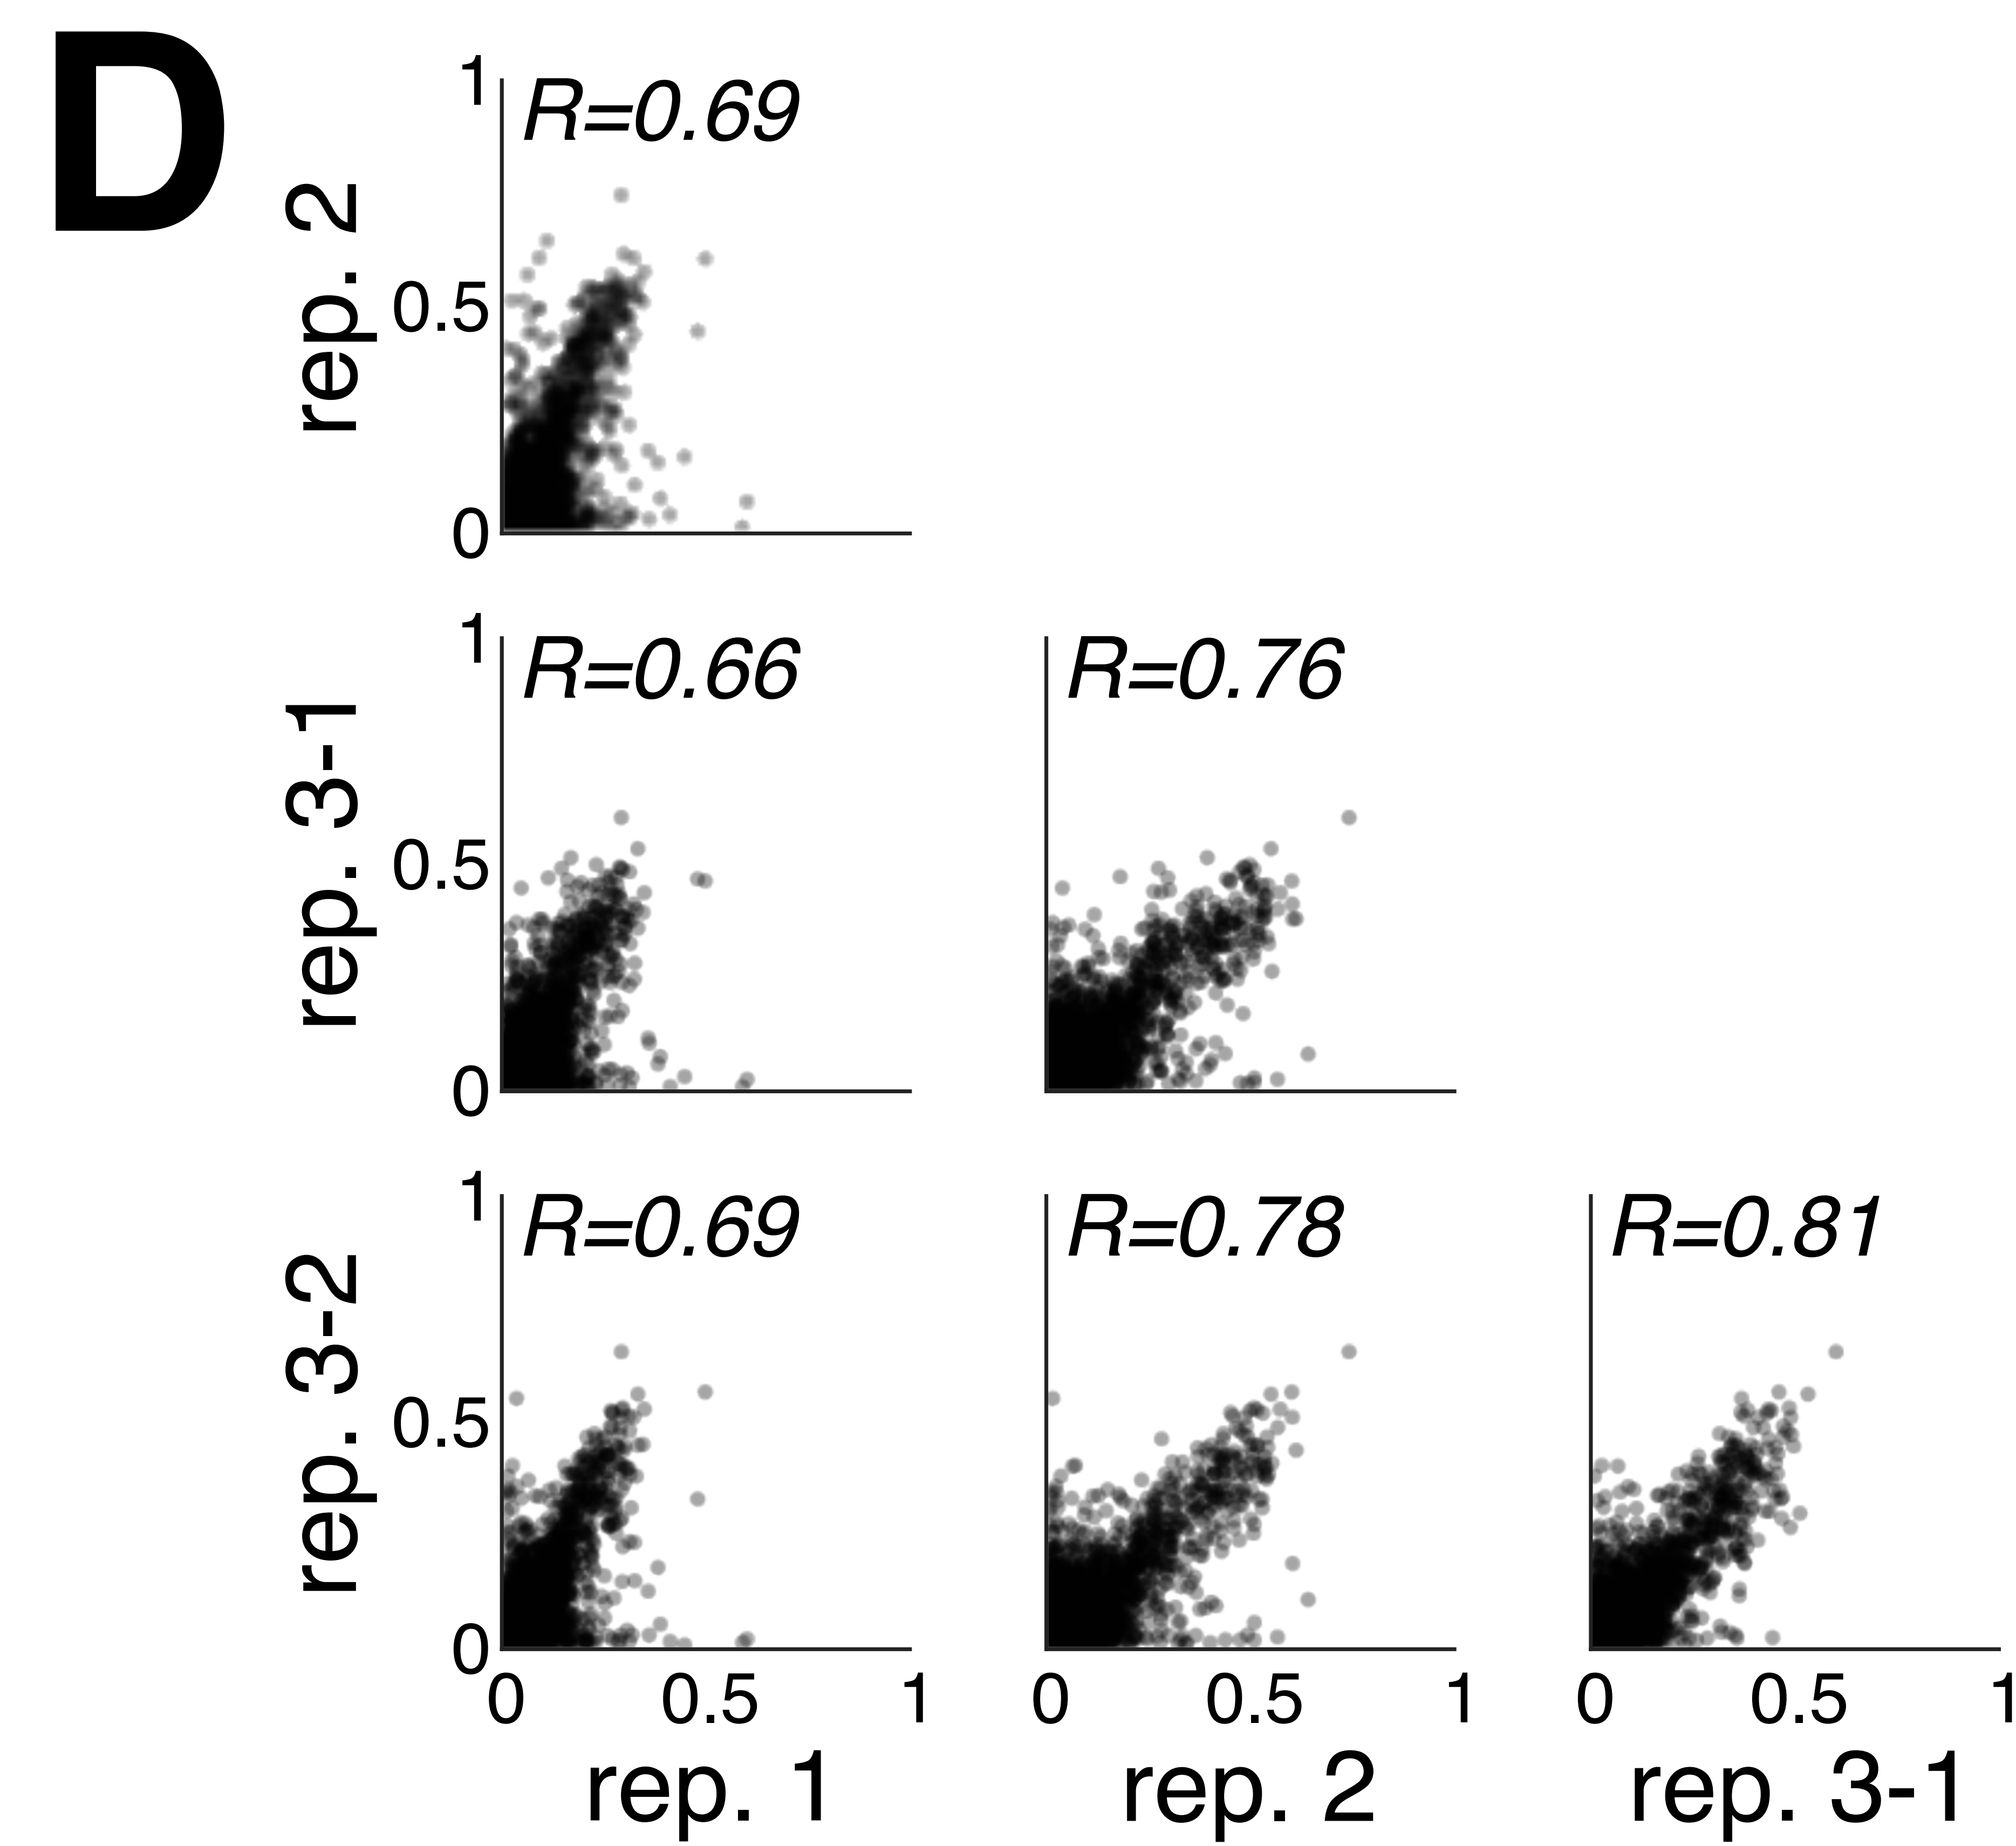 D
1
R=0.69
rep. 2
0.5
0
1
R=0.66
R=0.76
rep. 3-1
0.5
0
1
R=0.69
R=0.78
R=0.81
rep. 3-2
0.5
0
0 0.5 1
0 0.5 1
0 0.5 1
rep. 1
rep. 2
rep. 3-1